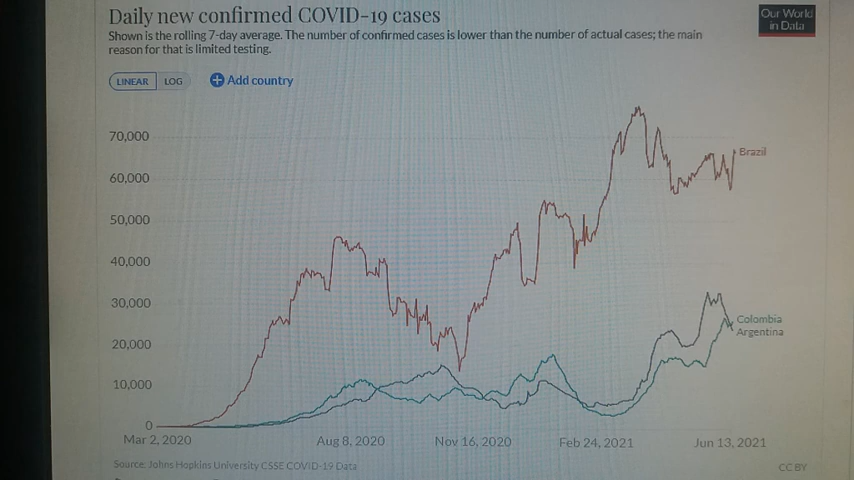 Daily new confirmed COVID-19 cases
Our World
in Data
Shown is the rolling 7-day average. The number of confirmed cases is lower than the number of actual cases; the main
reason for that is limited testing.
LINEAR LOG
Add country
70,000
60,000
50,000
40,000
30,000
20,000
10,000
0
Brazil
Colombia
Argentina
Mar 2, 2020
Aug 8, 2020
Nov 16, 2020
Feb 24, 2021
Jun 13, 2021
Source: Johns Hopkins University CSSE COVID-19 Data
CC BY